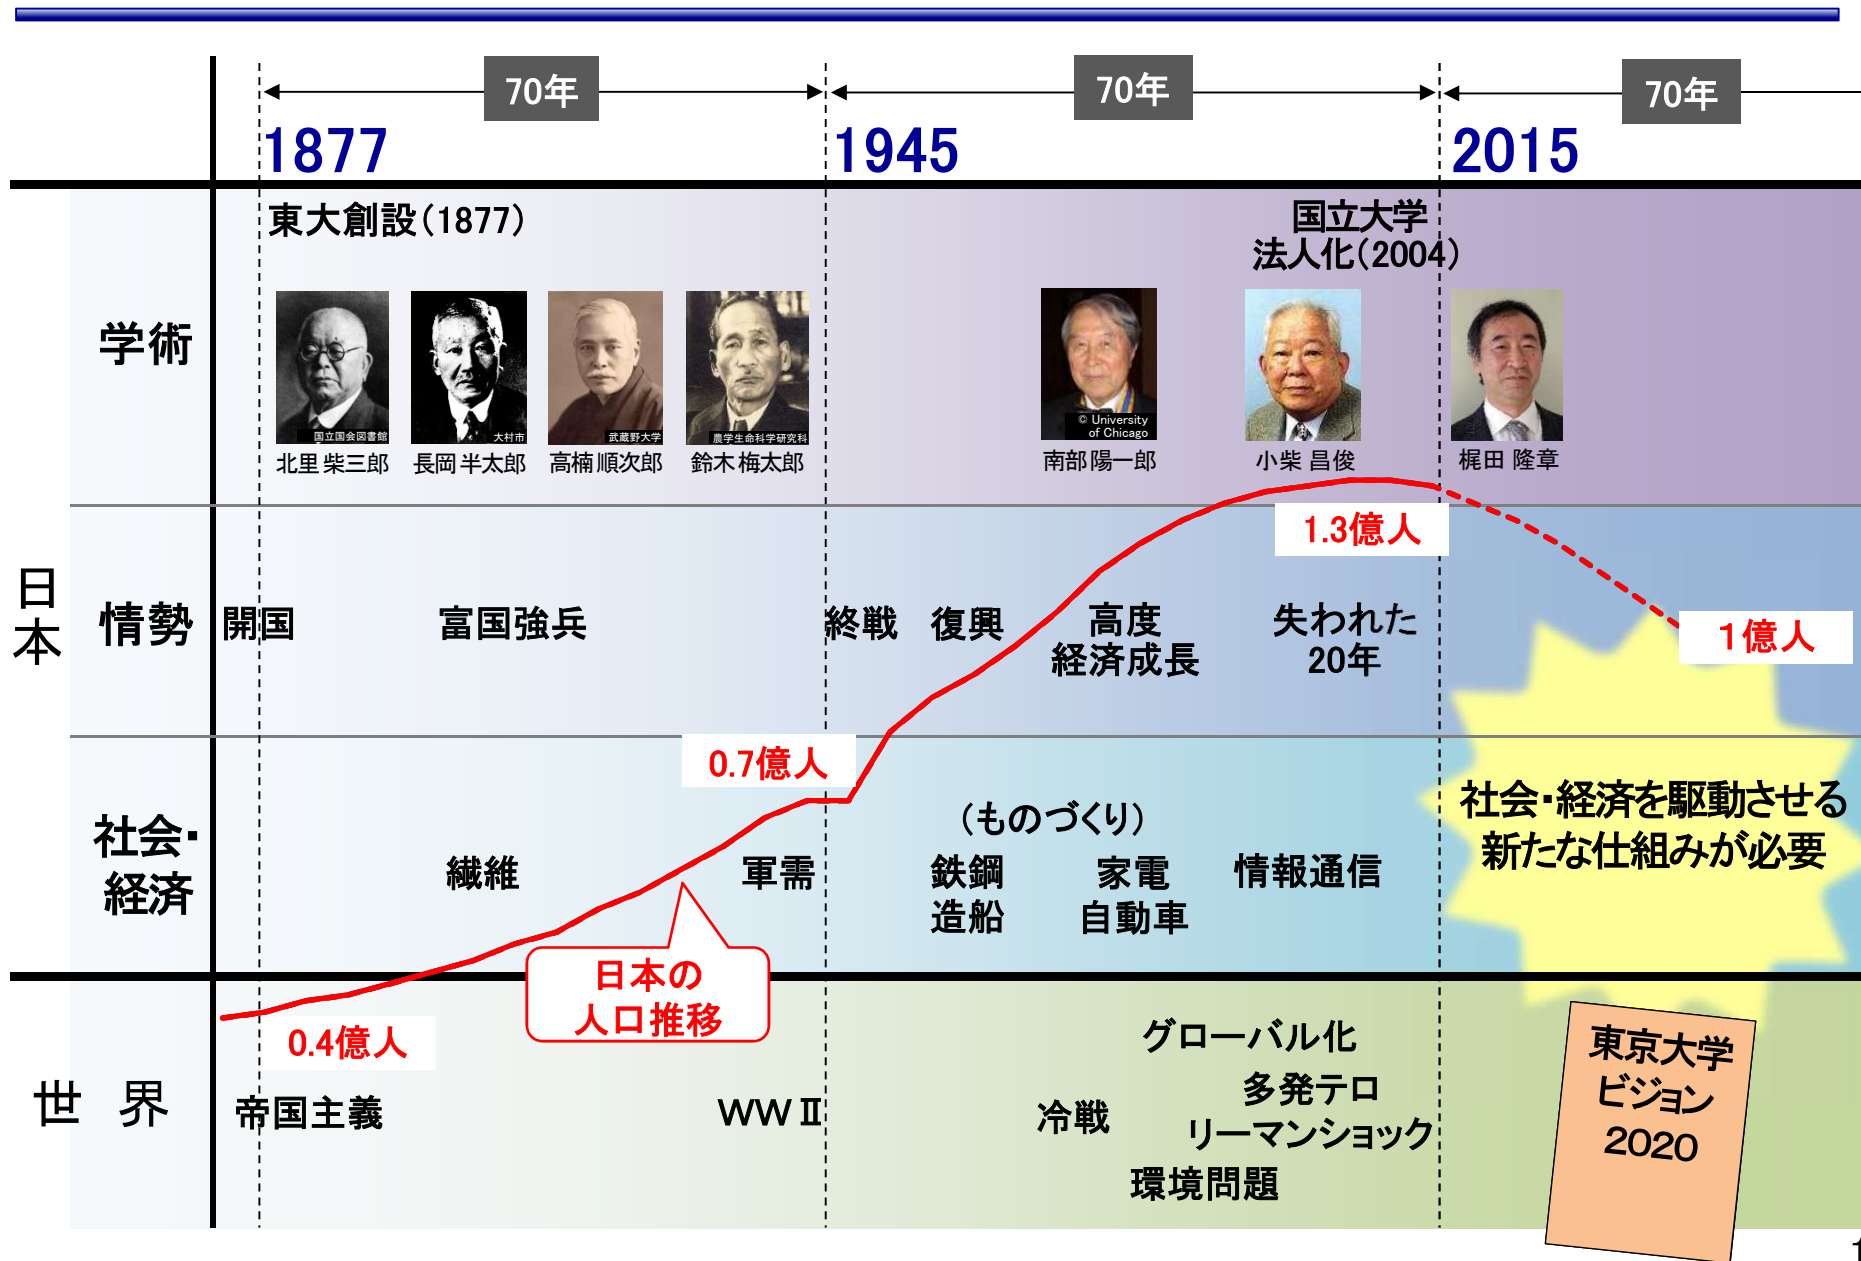 70年
70年
70年
1877
1945
2015
東大創設(1877)
国立大学
法人化(2004)
学術
国立国会図書館
大村市
武蔵野大学
農学生命科学研究科
© University
of Chicago
北里 柴三郎
長岡 半太郎
高楠 順次郎
鈴木 梅太郎
南部 陽一郎
小柴 昌俊
梶田 隆章
1.3億人
日本
情勢
開国
富国強兵
終戦
復興
高度
経済成長
失われた
20年
1億人
0.7億人
社会・
経済
繊維
軍需
(ものづくり)
鉄鋼
造船
家電
自動車
情報通信
社会・経済を駆動させる
新たな仕組みが必要
日本の
人口推移
0.4億人
世界
帝国主義
WWⅡ
冷戦
グローバル化
多発テロ
リーマンショック
環境問題
東京大学
ビジョン
2020